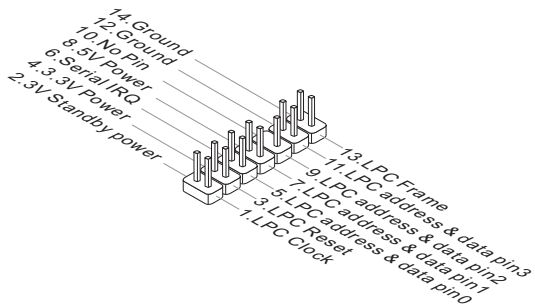 14.Ground
12.Ground
10.No Pin
8.5V Power
6.Serial IRQ
4.3.3V Power
2.3V Standby power
13.LPC Frame
11.LPC address & data pin3
9.LPC address & data pin2
7.LPC address & data pin1
5.LPC address & data pin0
3.LPC Reset
1.LPC Clock